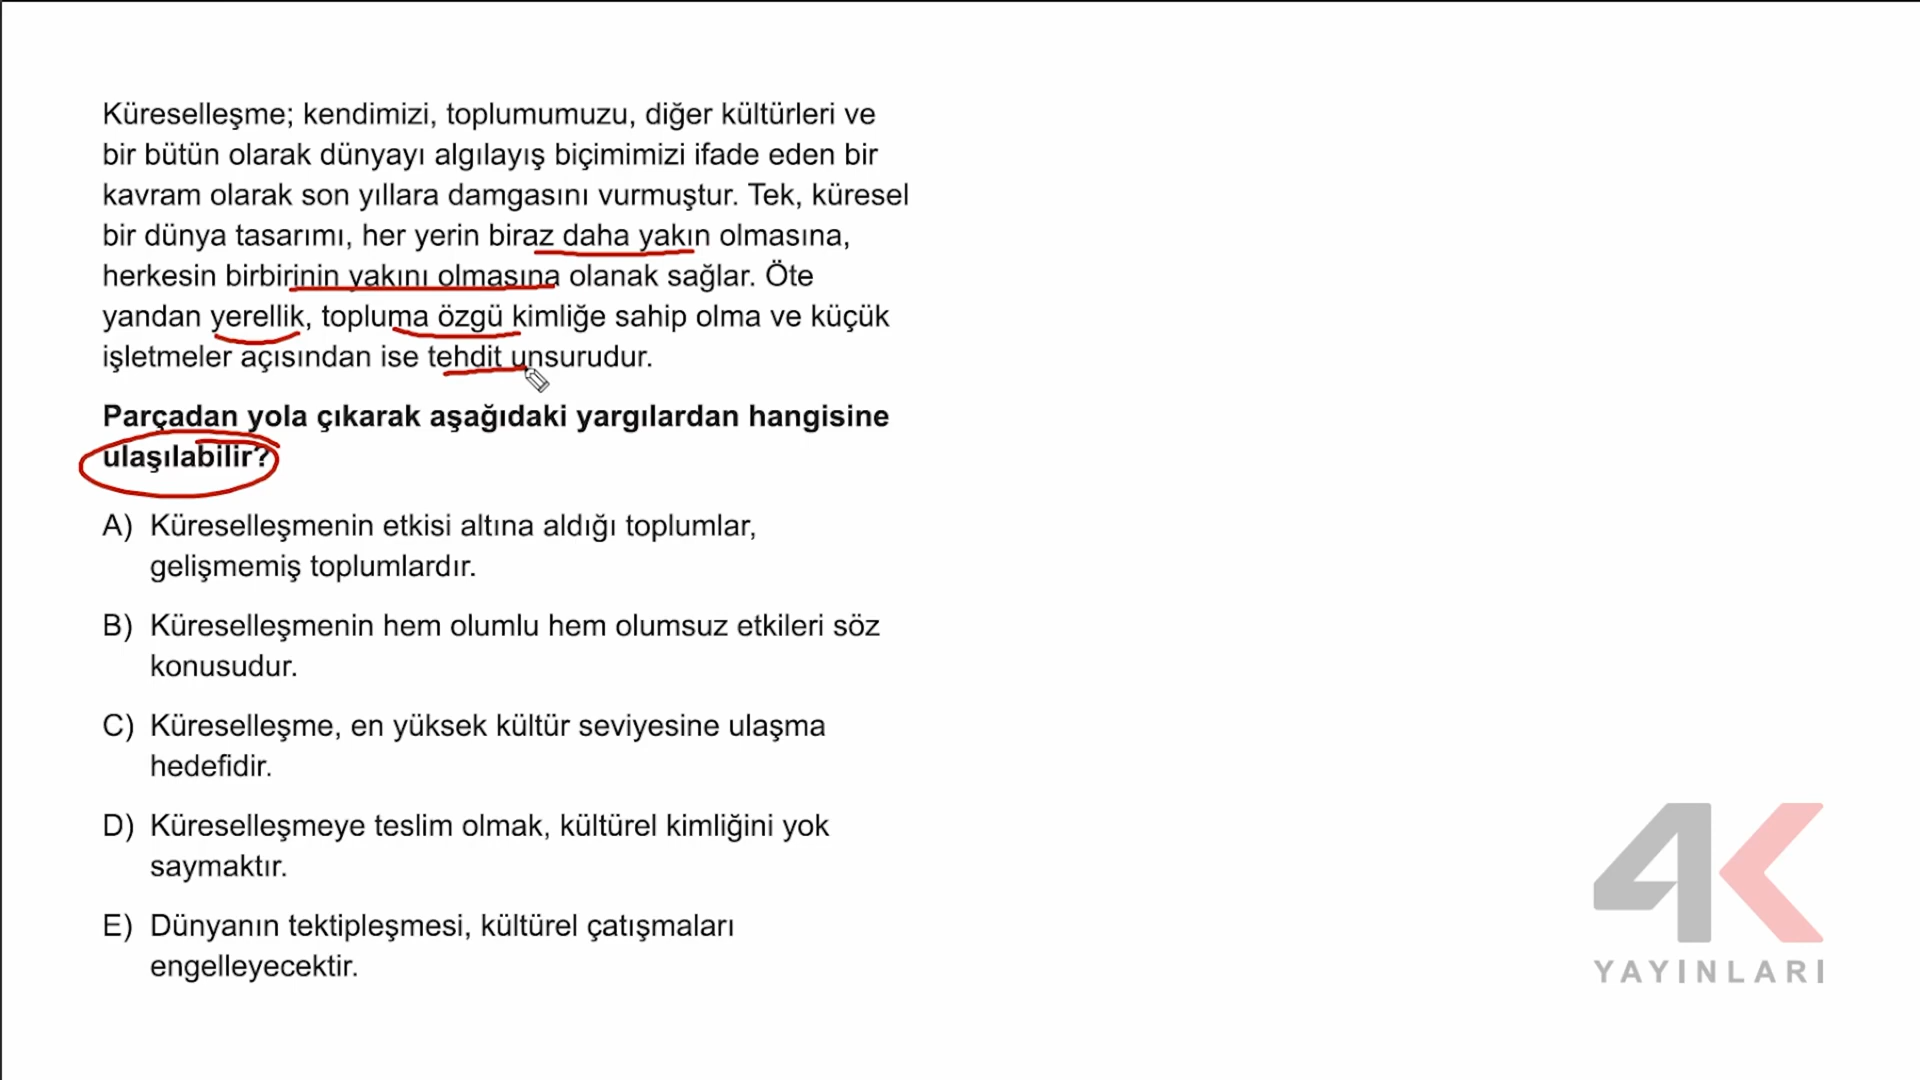 Küreselleşme; kendimizi, toplumumuzu, diğer kültürleri ve
bir bütün olarak dünyayı algılayış biçimimizi ifade eden bir
kavram olarak son yıllara damgasını vurmuştur. Tek, küresel
bir dünya tasarımı, her yerin biraz daha yakın olmasına,
herkesin birbirinin yakını olmasına olanak sağlar. Öte
yandan yerellik, topluma özgü kimliğe sahip olma ve küçük
işletmeler açısından ise tehdit unsurudur.
Parçadan yola çıkarak aşağıdaki yargılardan hangisine
ulaşılabilir?
A) Küreselleşmenin etkisi altına aldığı toplumlar,
gelişmemiş toplumlardır.
B) Küreselleşmenin hem olumlu hem olumsuz etkileri söz
konusudur.
C) Küreselleşme, en yüksek kültür seviyesine ulaşma
hedefidir.
D) Küreselleşmeye teslim olmak, kültürel kimliğini yok
saymaktır.
E) Dünyanın tektipleşmesi, kültürel çatışmaları
engelleyecektir.
4K
YAYINLARI